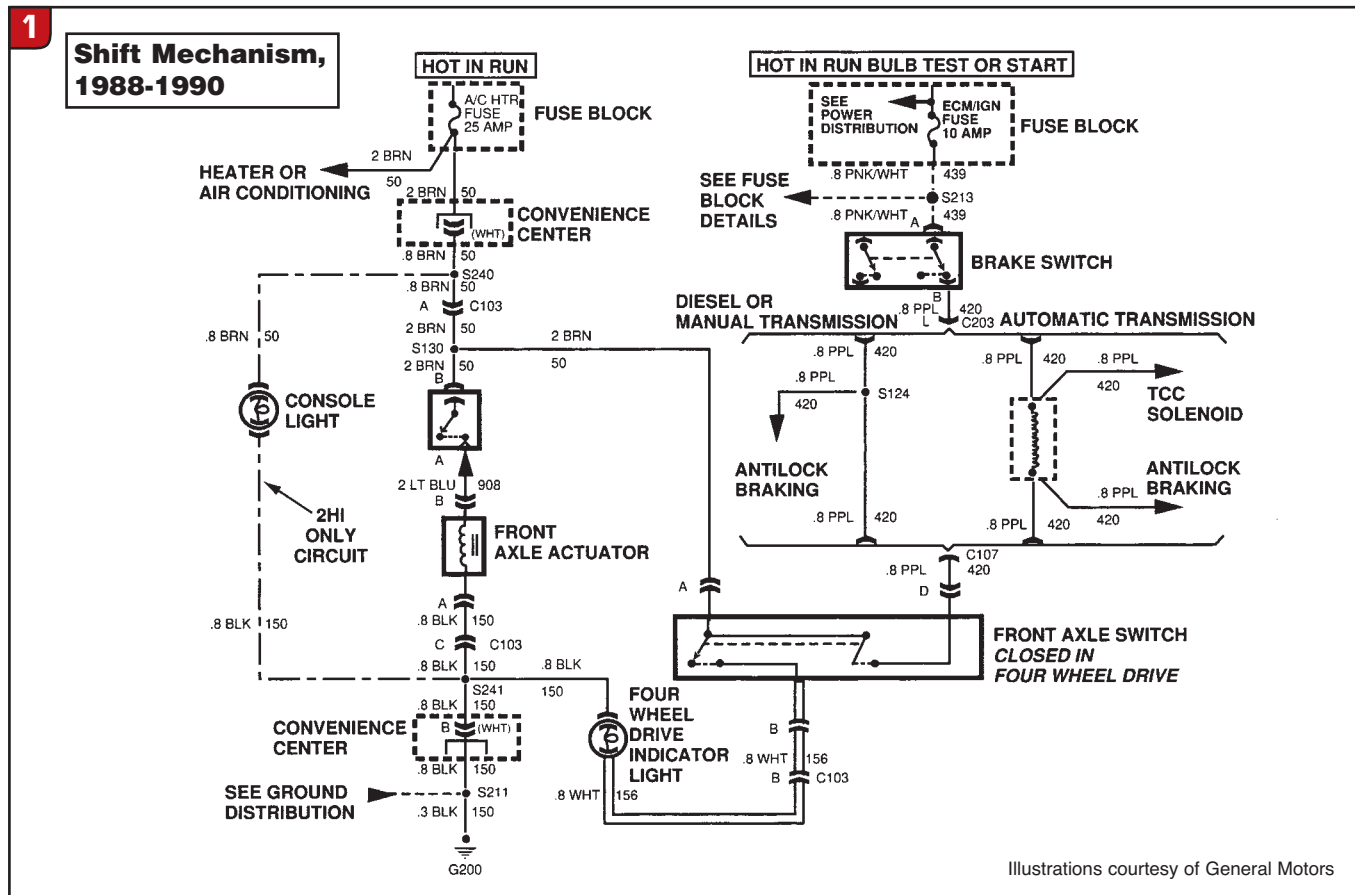 1
Shift Mechanism,
1988-1990
HOT IN RUN
A/C HTR
FUSE
25 AMP
FUSE BLOCK
2 BRN
50
HEATER OR
AIR CONDITIONING
2 BRN 50
CONVENIENCE
CENTER
(WHT)
.8 BRN 50
S240
.8 BRN 50
A C103
2 BRN 50
S130
2 BRN 50
2 BRN
50
B
.8 BRN 50
CONSOLE
LIGHT
A
2 LT BLU 908
B
2HI
ONLY
CIRCUIT
FRONT
AXLE ACTUATOR
A
.8 BLK 150
.8 BLK 150
C C103
.8 BLK 150
.8 BLK
150
S241
.8 BLK 150
CONVENIENCE
CENTER
B (WHT)
.8 BLK 150
SEE GROUND
DISTRIBUTION
S211
.3 BLK 150
G200
HOT IN RUN BULB TEST OR START
SEE
POWER
DISTRIBUTION
ECM/IGN
FUSE
10 AMP
FUSE BLOCK
.8 PNK/WHT 439
SEE FUSE
BLOCK
DETAILS
S213
.8 PNK/WHT 439
A
BRAKE SWITCH
B
.8 PPL 420
L C203
DIESEL OR
MANUAL TRANSMISSION
AUTOMATIC TRANSMISSION
.8 PPL 420
.8 PPL
420
S124
ANTILOCK
BRAKING
.8 PPL 420
.8 PPL 420
.8 PPL
420
TCC
SOLENOID
ANTILOCK
BRAKING
.8 PPL
420
.8 PPL 420
C107
.8 PPL 420
D
A
FRONT AXLE SWITCH
CLOSED IN
FOUR WHEEL DRIVE
FOUR
WHEEL
DRIVE
INDICATOR
LIGHT
B
.8 WHT 156
B C103
.8 WHT 156
Illustrations courtesy of General Motors